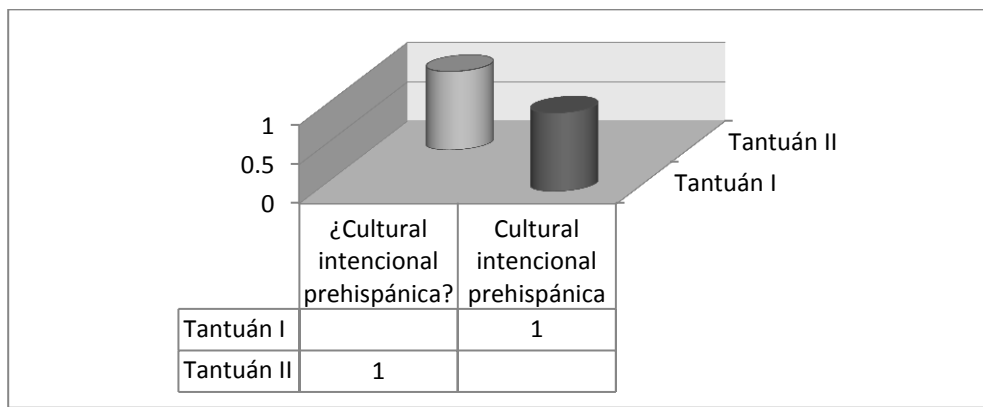 1
0.5
0
Tantuán II
Tantuán I
¿Cultural
intencional
prehispánica?
Cultural
intencional
prehispánica
Tantuán I 1
Tantuán II 1